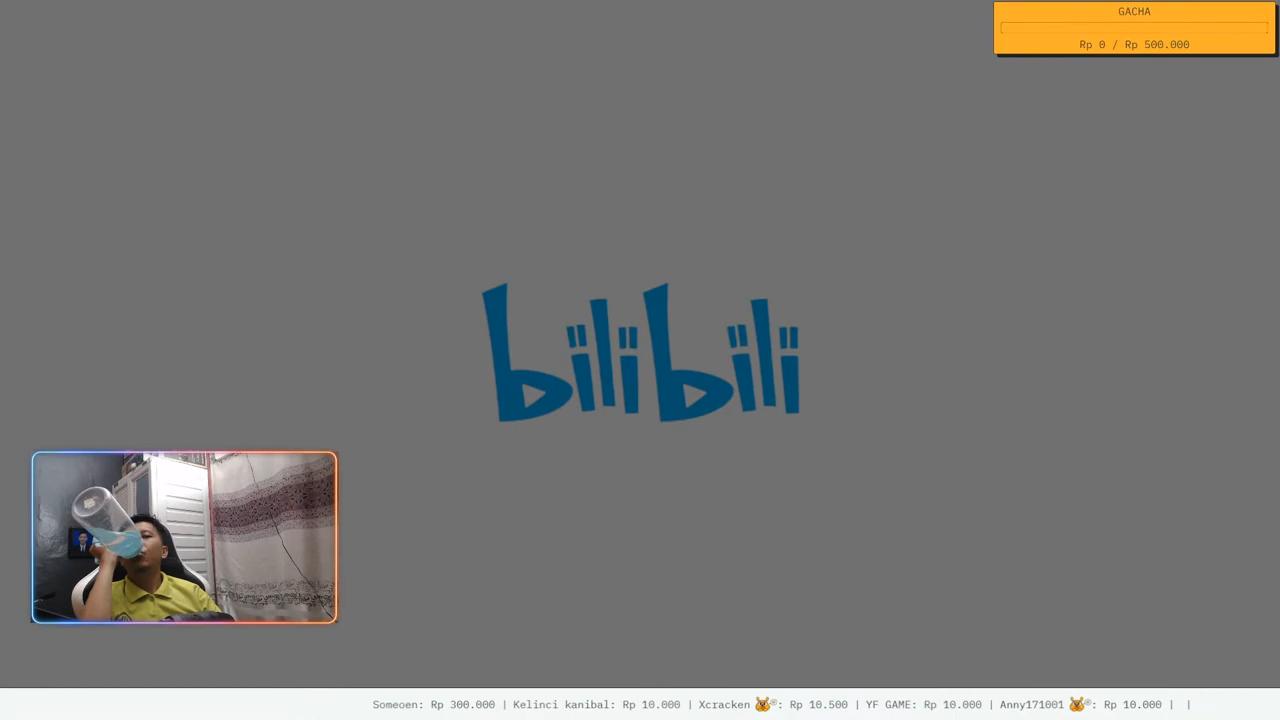 GACHA
Rp 0 / Rp 500.000
bilibili
Someoen: Rp 300.000 | Kelinci kanibal: Rp 10.000 | Xcracken 🐹®: Rp 10.500 | YF GAME: Rp 10.000 | Anny171001 🐹®: Rp 10.000 | |